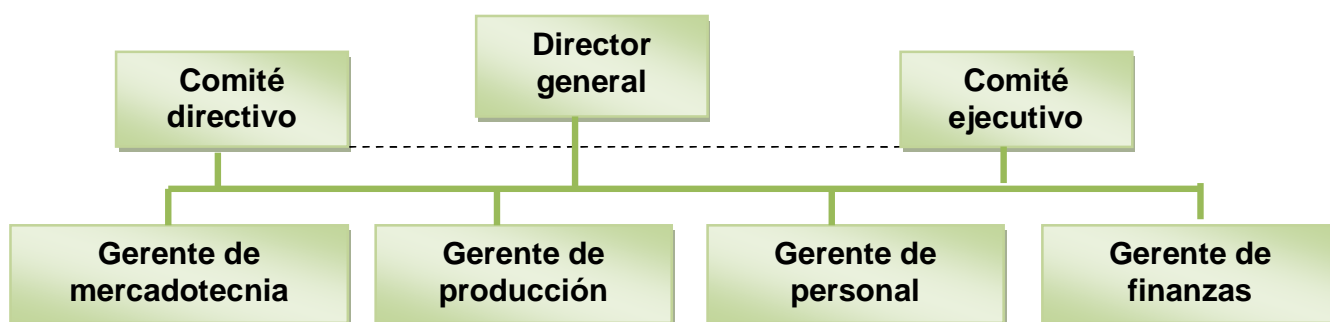 Director
general
Comité
directivo
Comité
ejecutivo
Gerente de
mercadotecnia
Gerente de
producción
Gerente de
personal
Gerente de
finanzas